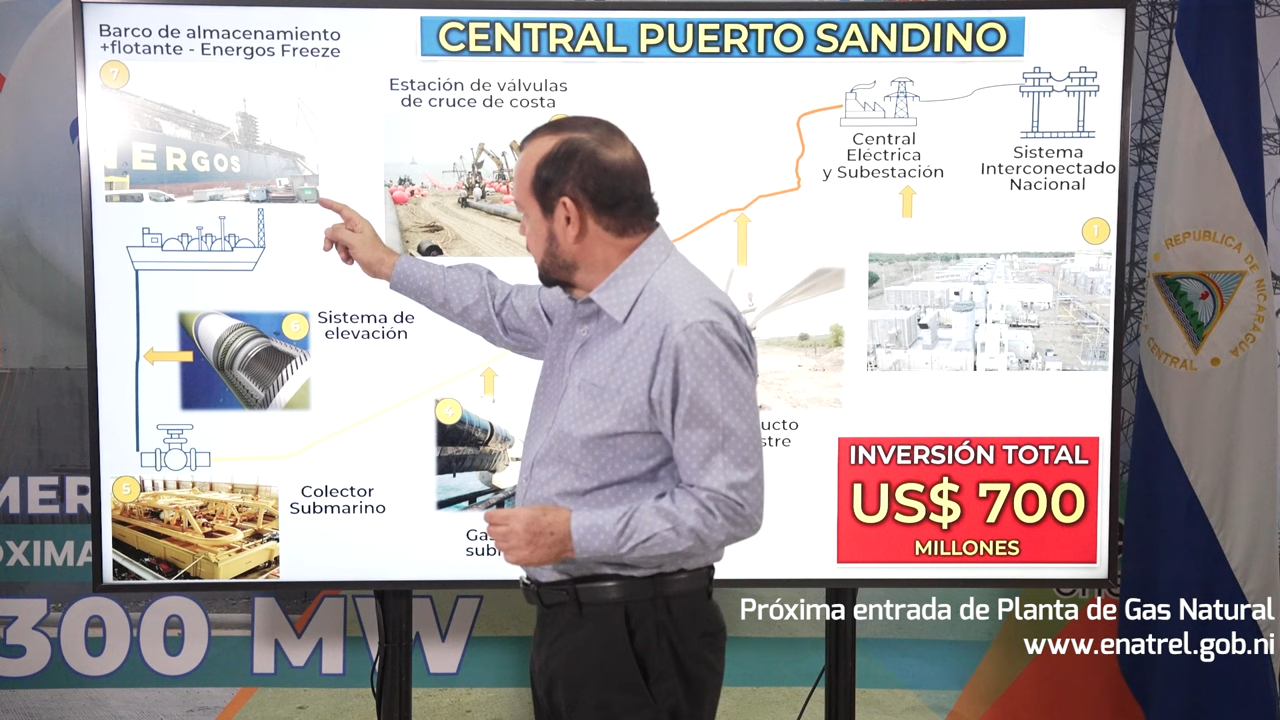 Barco de almacenamiento
+flotante - Energos Freeze
CENTRAL PUERTO SANDINO
7
Estación de válvulas
de cruce de costa
ERGOS
Central
Eléctrica
y Subestación
Sistema
Interconectado
Nacional
1
6
Sistema de
elevación
4
5
Colector
Submarino
INVERSIÓN TOTAL
US$ 700
MILLONES
300 MW
Próxima entrada de Planta de Gas Natural
www.enatrel.gob.ni
REPUBLICA DE NICARAGUA
CENTRAL